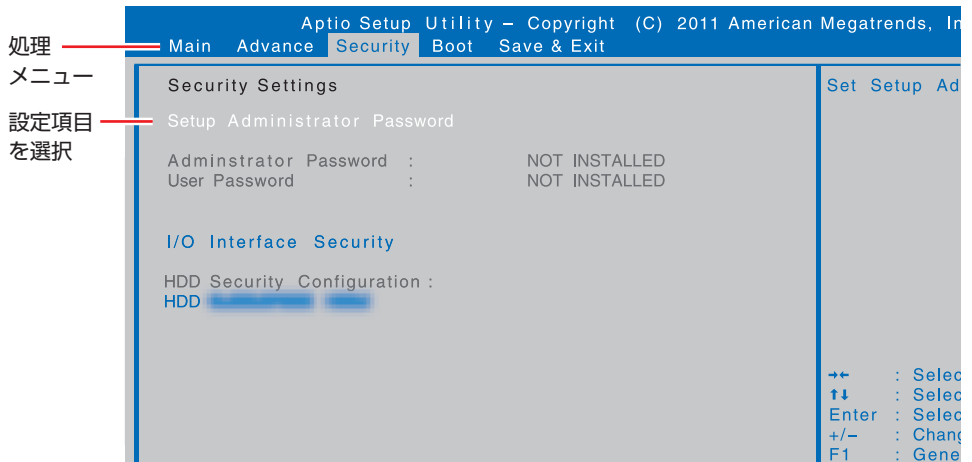 Aptio Setup Utility – Copyright (C) 2011 American Megatrends, In
処理
メニュー
Main Advance Security Boot Save & Exit
Security Settings
Set Setup Ad
設定項目
を選択
Setup Administrator Password
Adminstrator Password : NOT INSTALLED
User Password : NOT INSTALLED
I/O Interface Security
HDD Security Configuration :
HDD
→← : Selec
↑↓ : Selec
Enter : Selec
+/– : Chang
F1 : Gene